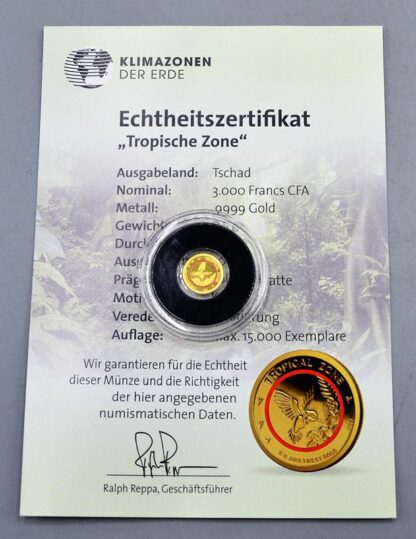 KLIMAZONEN
DER ERDE
Echtheitszertifikat
„Tropische Zone“
Ausgabeland: Tschad
Nominal: 3.000 Francs CFA
Metall: .9999 Gold
Auflage: max. 15.000 Exemplare
Wir garantieren für die Echtheit
dieser Münze und die Richtigkeit
der hier angegebenen
numismatischen Daten.
Ralph Reppa, Geschäftsführer
TROPICAL ZONE